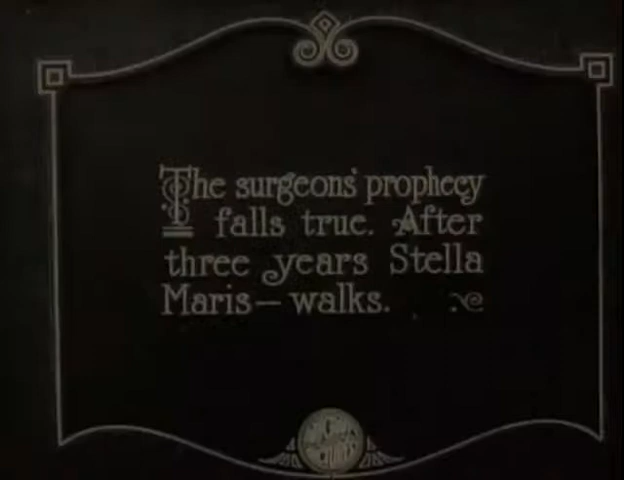 The surgeons' prophecy
falls true. After
three years Stella
Maris — walks.